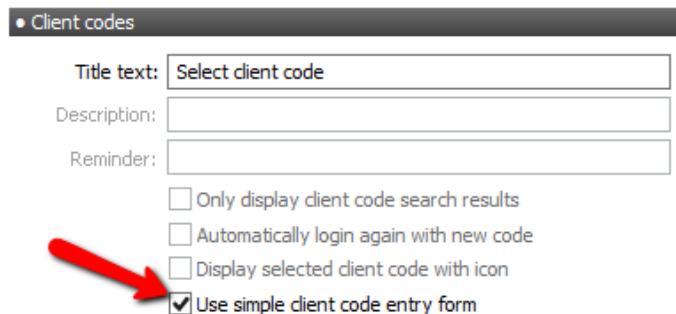 • Client codes
Title text: Select client code
Description:
Reminder:
Only display client code search results
Automatically login again with new code
Display selected client code with icon
Use simple client code entry form